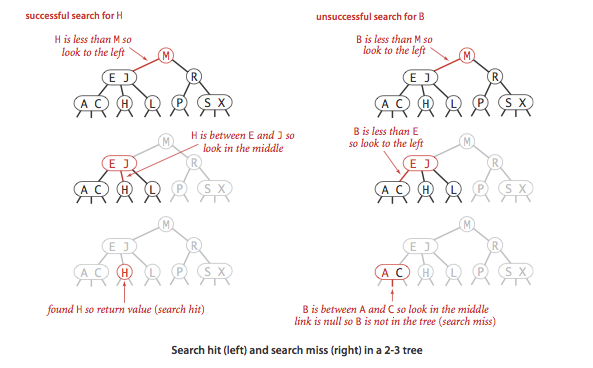 successful search for H
H is less than M so
look to the left
M
E J
R
A C
H
L
P
S X
H is between E and J so
look in the middle
M
E J
R
A C
H
L
P
S X
M
E J
R
A C
H
L
P
S X
found H so return value (search hit)
unsuccessful search for B
B is less than M so
look to the left
M
E J
R
A C
H
L
P
S X
B is less than E
so look to the left
M
E J
R
A C
H
L
P
S X
M
E J
R
A C
H
L
P
S X
B is between A and C so look in the middle
link is null so B is not in the tree (search miss)
Search hit (left) and search miss (right) in a 2-3 tree